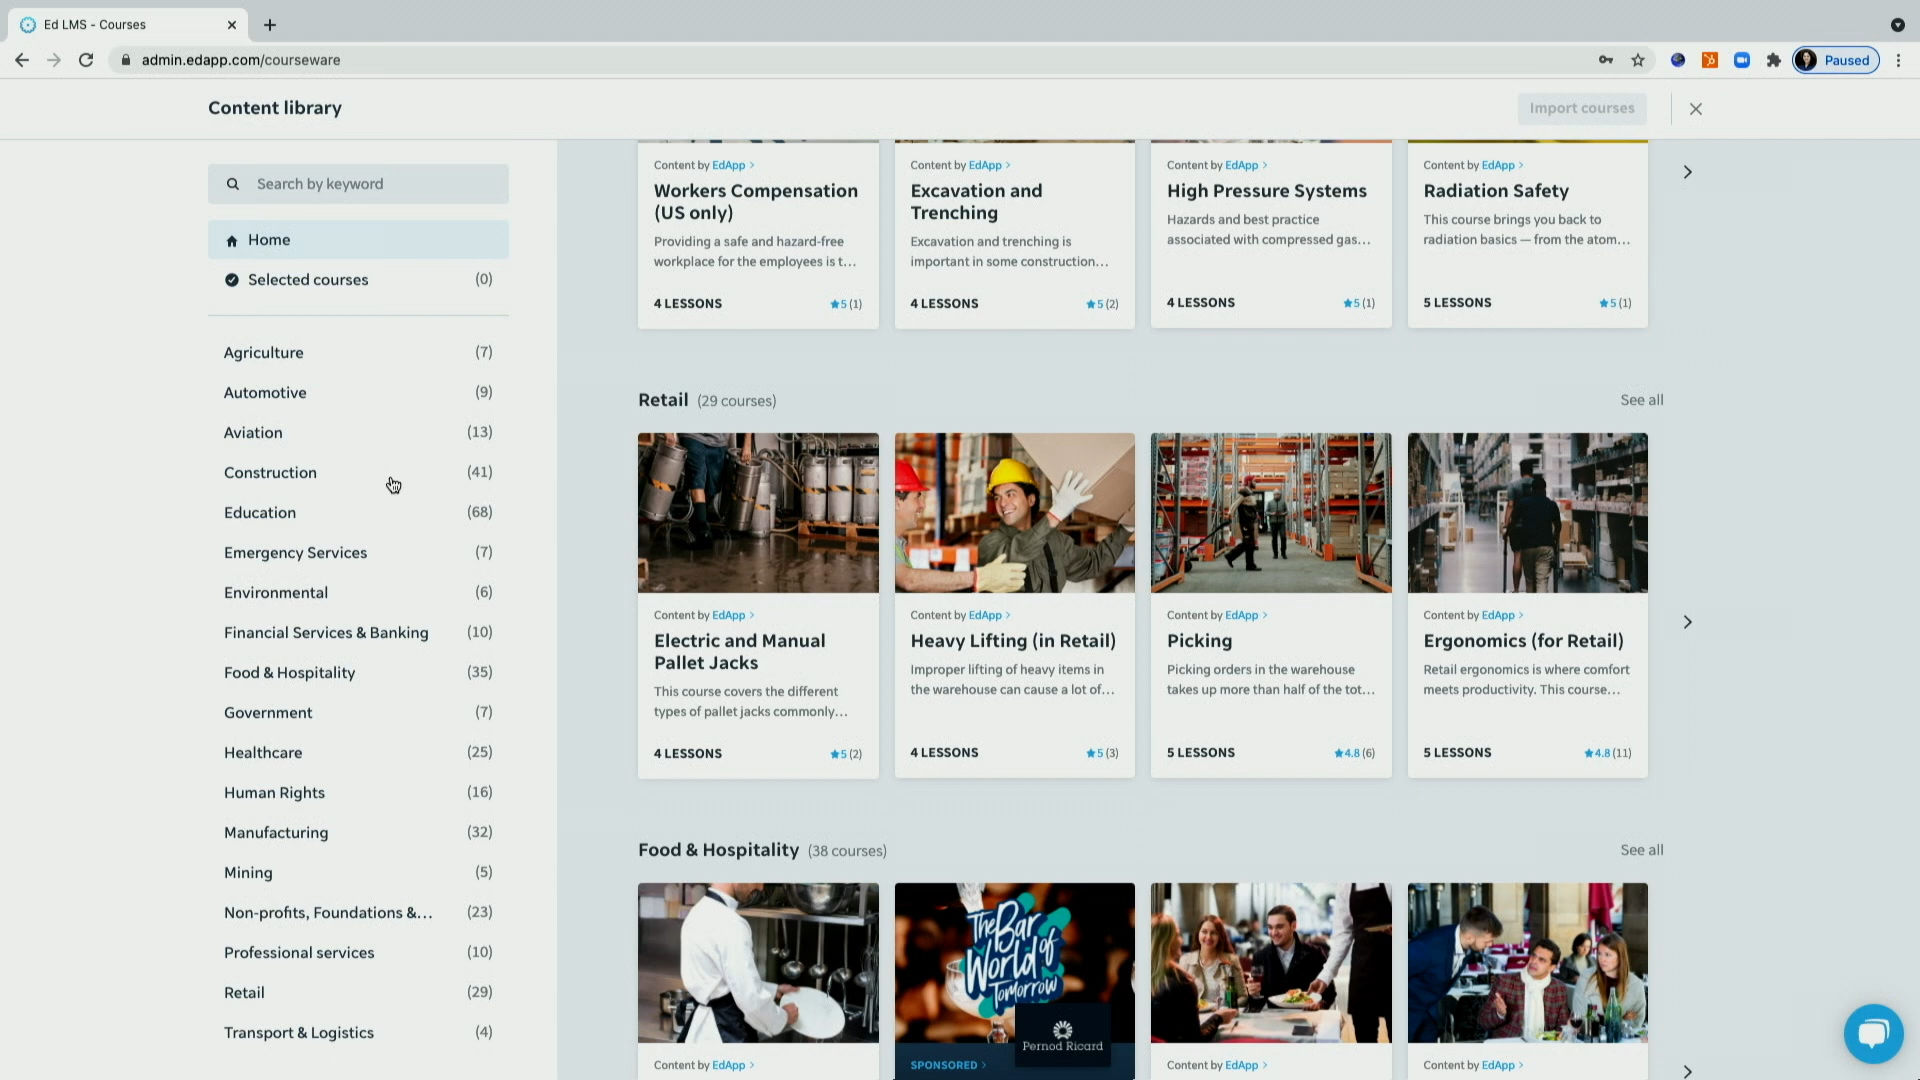 Ed LMS - Courses
admin.edapp.com/courseware
Paused
Content library
Import courses
Search by keyword
Home
Selected courses (0)
Agriculture (7)
Automotive (9)
Aviation (13)
Construction (41)
Education (68)
Emergency Services (7)
Environmental (6)
Financial Services & Banking (10)
Food & Hospitality (35)
Government (7)
Healthcare (25)
Human Rights (16)
Manufacturing (32)
Mining (5)
Non-profits, Foundations &... (23)
Professional services (10)
Retail (29)
Transport & Logistics (4)
Content by EdApp >
Workers Compensation
(US only)
Providing a safe and hazard-free
workplace for the employees is t...
4 LESSONS ★5 (1)
Content by EdApp >
Excavation and
Trenching
Excavation and trenching is
important in some construction...
4 LESSONS ★5 (2)
Content by EdApp >
High Pressure Systems
Hazards and best practice
associated with compressed gas...
4 LESSONS ★5 (1)
Content by EdApp >
Radiation Safety
This course brings you back to
radiation basics — from the atom...
5 LESSONS ★5 (1)
Retail (29 courses)
See all
Content by EdApp >
Electric and Manual
Pallet Jacks
This course covers the different
types of pallet jacks commonly...
4 LESSONS ★5 (2)
Content by EdApp >
Heavy Lifting (in Retail)
Improper lifting of heavy items in
the warehouse can cause a lot of...
4 LESSONS ★5 (3)
Content by EdApp >
Picking
Picking orders in the warehouse
takes up more than half of the tot...
5 LESSONS ★4.8 (6)
Content by EdApp >
Ergonomics (for Retail)
Retail ergonomics is where comfort
meets productivity. This course...
5 LESSONS ★4.8 (11)
Food & Hospitality (38 courses)
See all
Content by EdApp >
The Bar
World of
Tomorrow
Pernod Ricard
SPONSORED >
Content by EdApp >
Content by EdApp >